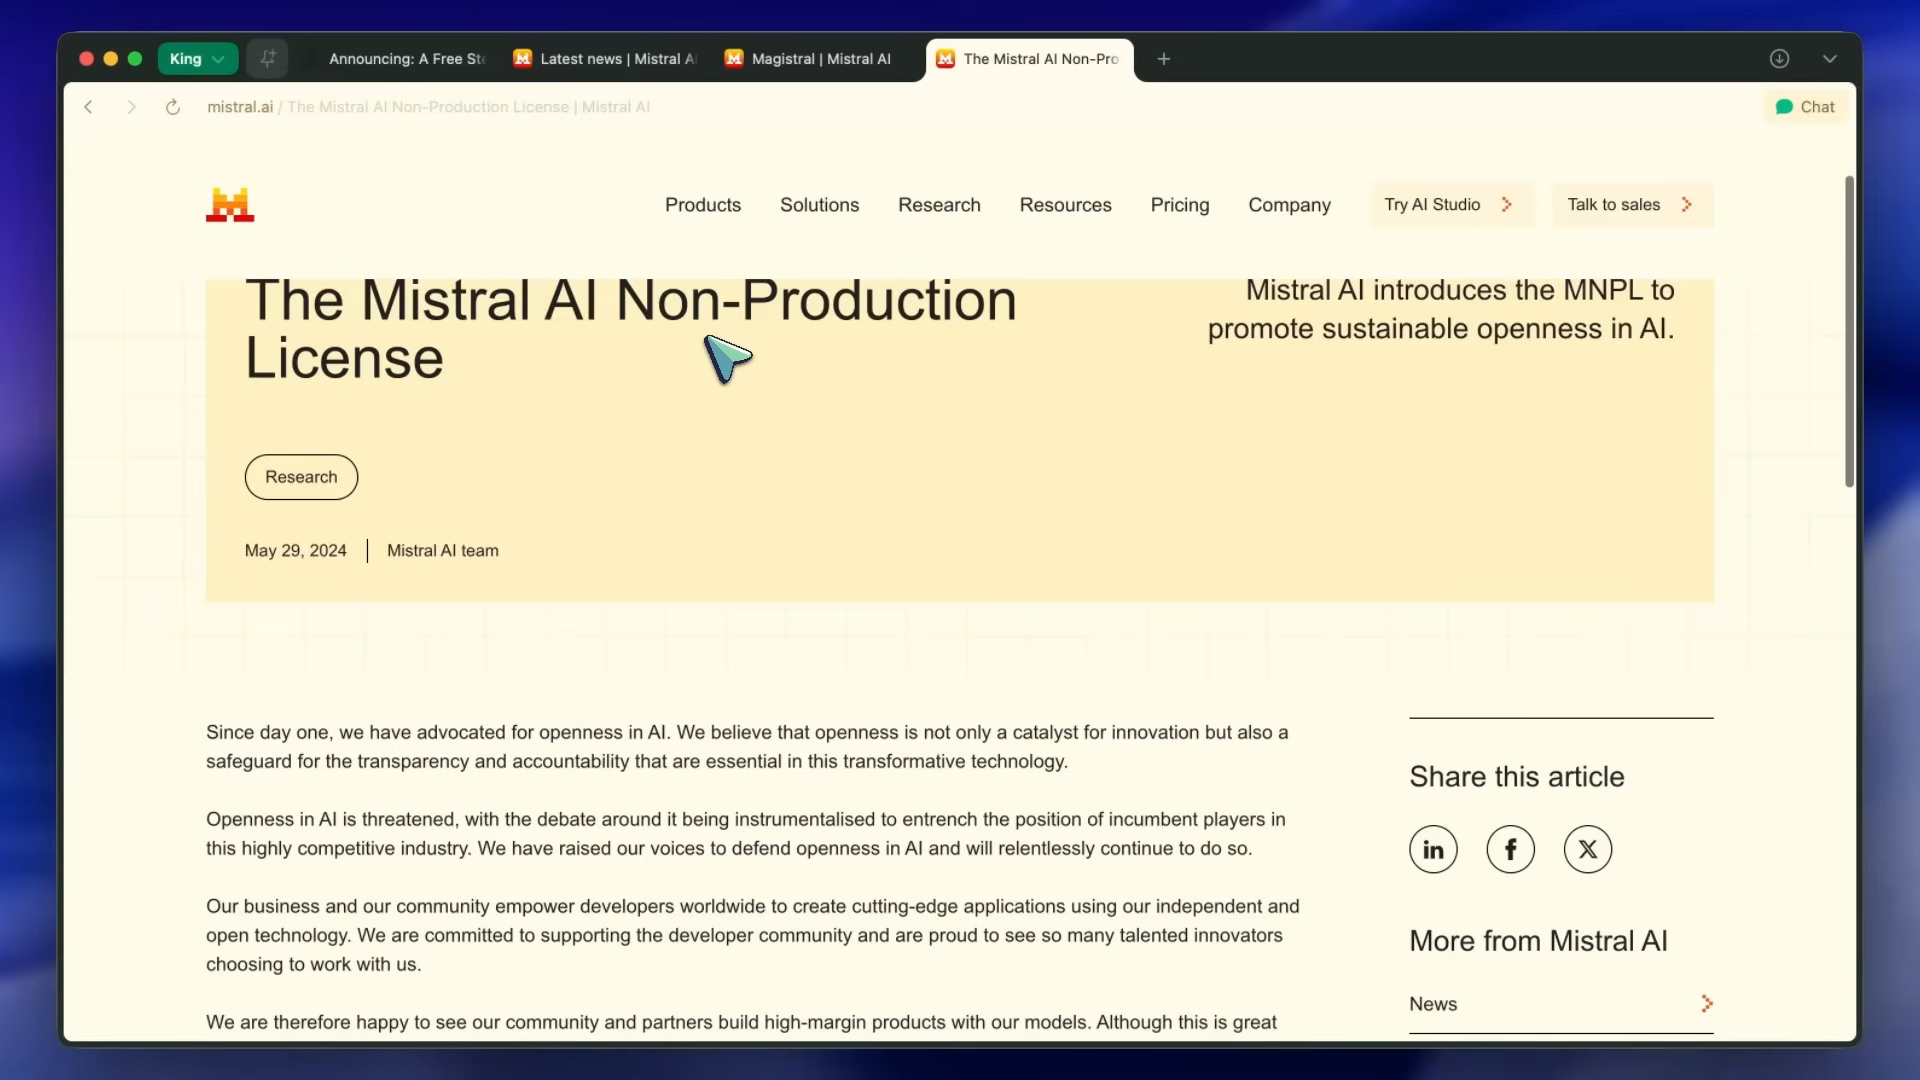 King
Announcing: A Free Ste
Latest news | Mistral AI
Magistral | Mistral AI
The Mistral AI Non-Pro
mistral.ai / The Mistral AI Non-Production License | Mistral AI
Chat
Products
Solutions
Research
Resources
Pricing
Company
Try AI Studio
Talk to sales
The Mistral AI Non-Production
License
Mistral AI introduces the MNPL to
promote sustainable openness in AI.
Research
May 29, 2024 | Mistral AI team
Since day one, we have advocated for openness in AI. We believe that openness is not only a catalyst for innovation but also a
safeguard for the transparency and accountability that are essential in this transformative technology.
Openness in AI is threatened, with the debate around it being instrumentalised to entrench the position of incumbent players in
this highly competitive industry. We have raised our voices to defend openness in AI and will relentlessly continue to do so.
Our business and our community empower developers worldwide to create cutting-edge applications using our independent and
open technology. We are committed to supporting the developer community and are proud to see so many talented innovators
choosing to work with us.
We are therefore happy to see our community and partners build high-margin products with our models. Although this is great
Share this article
in
f
X
More from Mistral AI
News